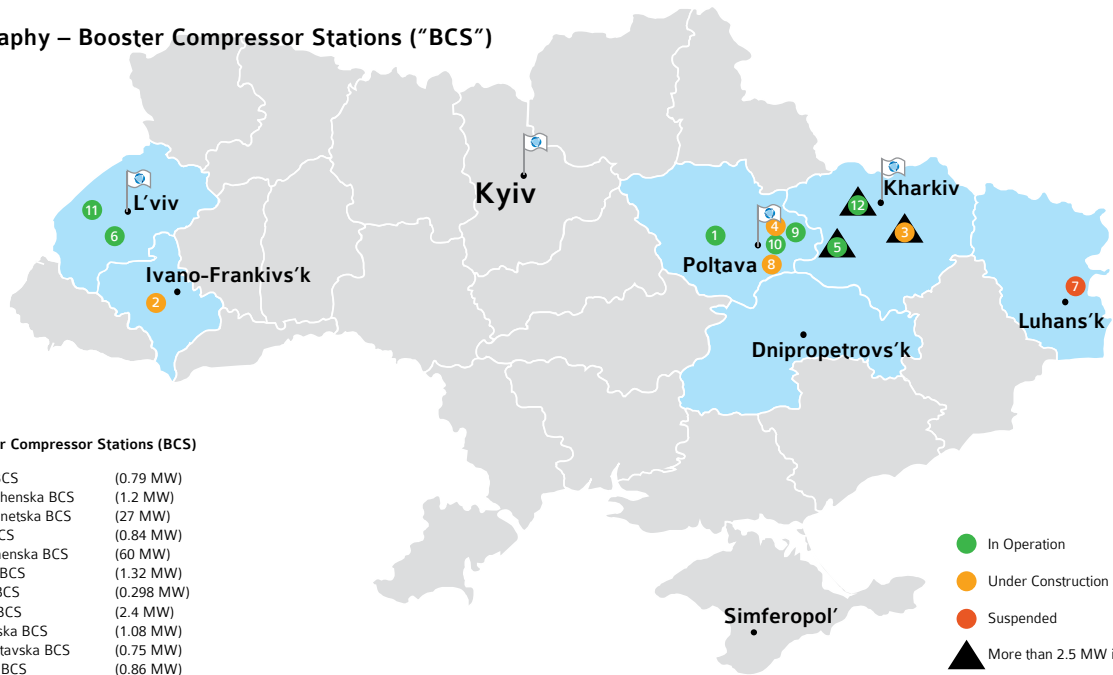 aphy – Booster Compressor Stations (“BCS”)
L’viv
11
6
Ivano-Frankivs’k
2
Kyiv
Kharkiv
12
3
5
1
4
9
10
8
Poltava
7
Luhans’k
Dnipropetrovs’k
Simferopol’
r Compressor Stations (BCS)
BCS (0.79 MW)
henska BCS (1.2 MW)
netska BCS (27 MW)
BCS (0.84 MW)
enska BCS (60 MW)
BCS (1.32 MW)
BCS (0.298 MW)
BCS (2.4 MW)
ska BCS (1.08 MW)
tavska BCS (0.75 MW)
BCS (0.86 MW)
In Operation
Under Construction
Suspended
More than 2.5 MW i